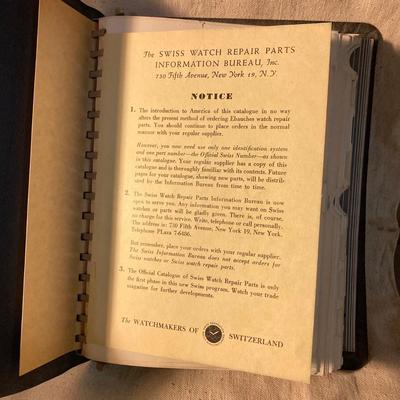 The SWISS WATCH REPAIR PARTS
INFORMATION BUREAU, Inc.
730 Fifth Avenue, New York 19, N.Y.
NOTICE
1. The introduction to America of this catalogue in no way
alters the present method of ordering Ebauches watch repair
parts. You should continue to place orders in the normal
manner with your regular supplier.
However, you now need use only one identification system
and one part number—the Official Swiss Number—as shown
in this catalogue. Your regular supplier has a copy of this
catalogue and is thoroughly familiar with its contents. Future
pages for your catalogue, showing new parts, will be distrib-
uted by the Information Bureau from time to time.
2. The Swiss Watch Repair Parts Information Bureau is now
open to serve you. Any information you may want on Swiss
watches or parts will be gladly given. There is, of course,
no charge for this service. Write, telephone or call personally.
The address is: 730 Fifth Avenue, New York 19, New York.
Telephone PLaza 7-6486.
But remember, place your orders with your regular supplier.
The Swiss Information Bureau does not accept orders for
Swiss watches or Swiss watch repair parts.
3. The Official Catalogue of Swiss Watch Repair Parts is only
the first phase in this new Swiss program. Watch your trade
magazine for further developments.
The WATCHMAKERS OF SWITZERLAND